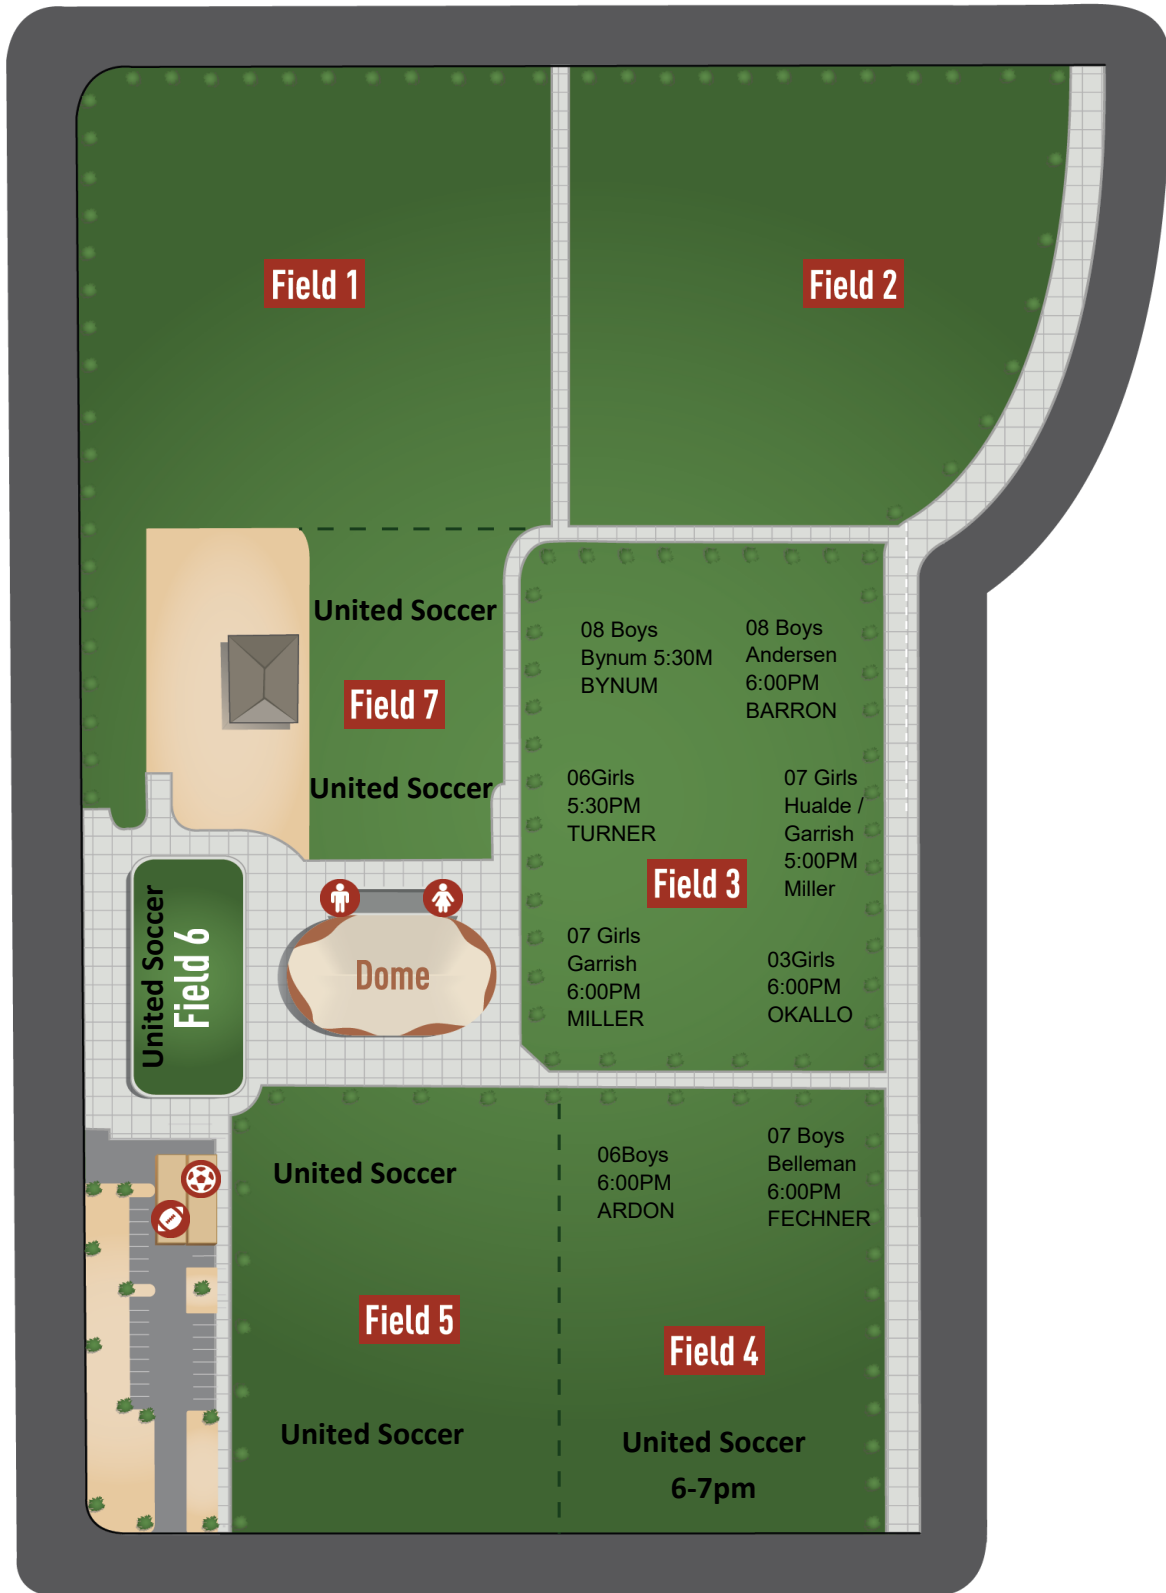 Field 1
Field 2
United Soccer
Field 7
United Soccer
08 Boys
Bynum 5:30M
BYNUM
08 Boys
Andersen
6:00PM
BARRON
06Girls
5:30PM
TURNER
07 Girls
Hualde /
Garrish
5:00PM
Miller
Field 3
07 Girls
Garrish
6:00PM
MILLER
03Girls
6:00PM
OKALLO
United Soccer
Field 6
Dome
United Soccer
Field 5
United Soccer
06Boys
6:00PM
ARDON
07 Boys
Belleman
6:00PM
FECHNER
Field 4
United Soccer
6-7pm